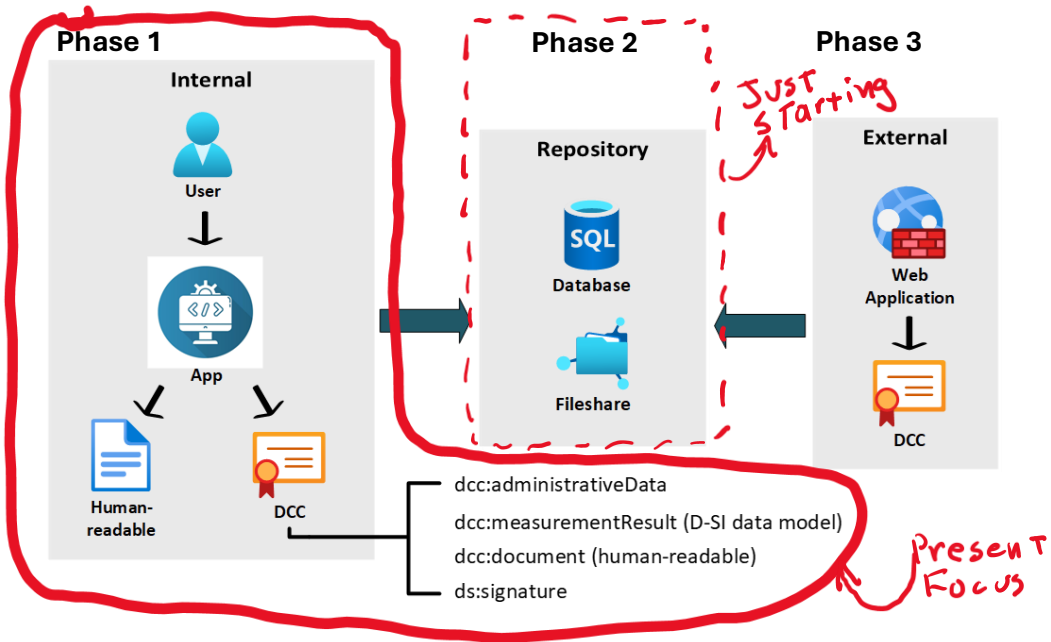 Phase 1
Internal
User
</>
App
Human-
readable
DCC
dcc:administrativeData
dcc:measurementResult (D-SI data model)
dcc:document (human-readable)
ds:signature
Phase 2
Repository
SQL
Database
Fileshare
Just
starting
Phase 3
External
Web
Application
DCC
Present
Focus